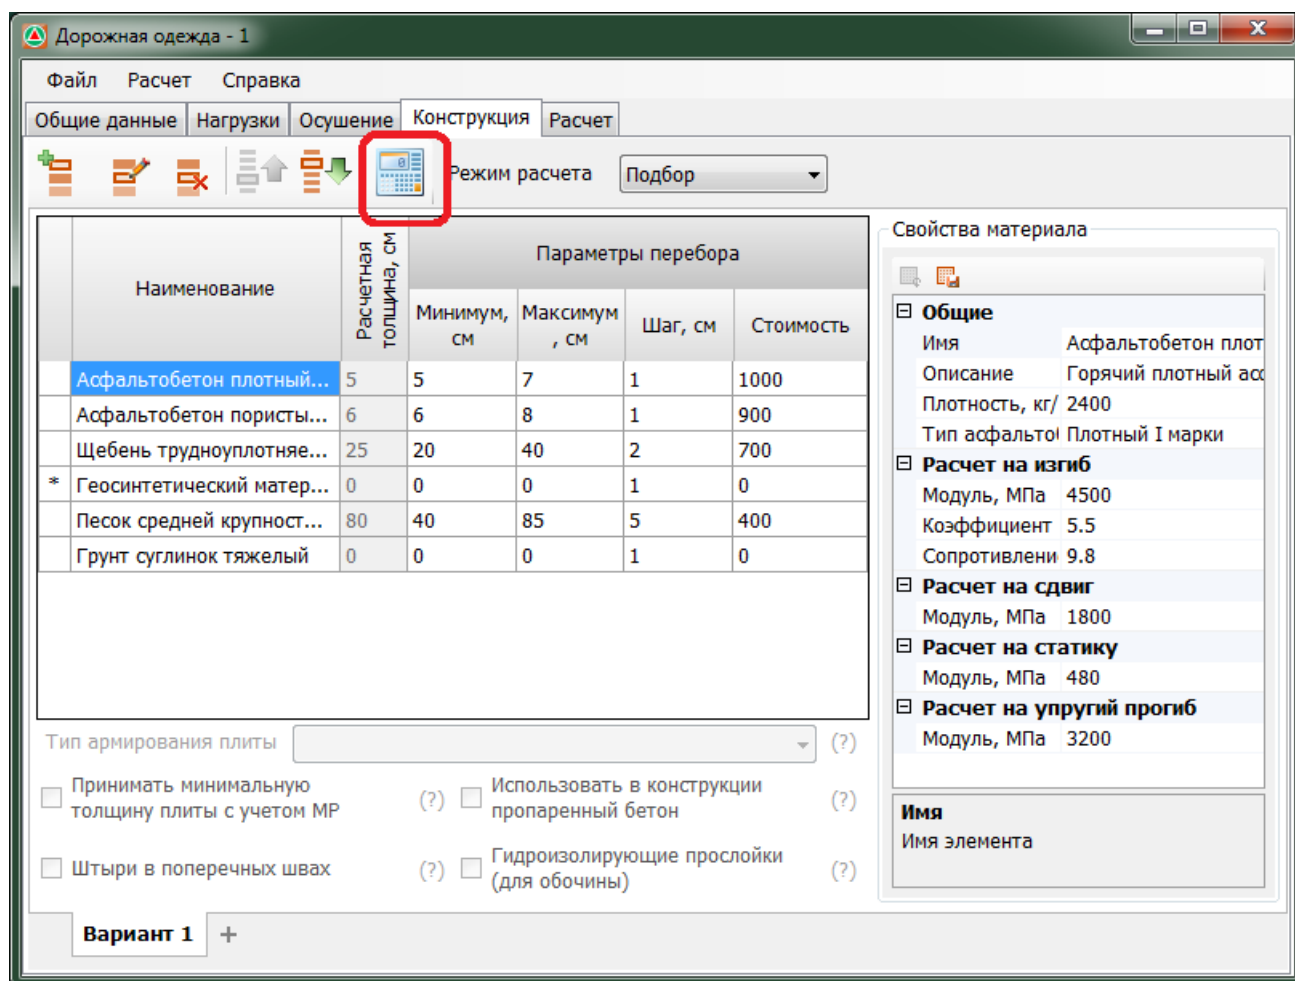 Дорожная одежда - 1
Файл Расчет Справка
Общие данные Нагрузки Осушение Конструкция Расчет
Режим расчета Подбор
Наименование
Расчетная
толщина, см
Параметры перебора
Минимум,
см
Максимум
, см
Шаг, см
Стоимость
Асфальтобетон плотный... 5 5 7 1 1000
Асфальтобетон пористы... 6 6 8 1 900
Щебень трудноуплотняе... 25 20 40 2 700
* Геосинтетический матер... 0 0 0 1 0
Песок средней крупност... 80 40 85 5 400
Грунт суглинок тяжелый 0 0 0 1 0
Тип армирования плиты (?)
Принимать минимальную
толщину плиты с учетом МР (?)
Использовать в конструкции
пропаренный бетон (?)
Штыри в поперечных швах (?)
Гидроизолирующие прослойки
(для обочины) (?)
Свойства материала
Общие
Имя Асфальтобетон плот
Описание Горячий плотный асф
Плотность, кг/ 2400
Тип асфальтоб Плотный I марки
Расчет на изгиб
Модуль, МПа 4500
Коэффициент 5.5
Сопротивлени 9.8
Расчет на сдвиг
Модуль, МПа 1800
Расчет на статику
Модуль, МПа 480
Расчет на упругий прогиб
Модуль, МПа 3200
Имя
Имя элемента
Вариант 1 +